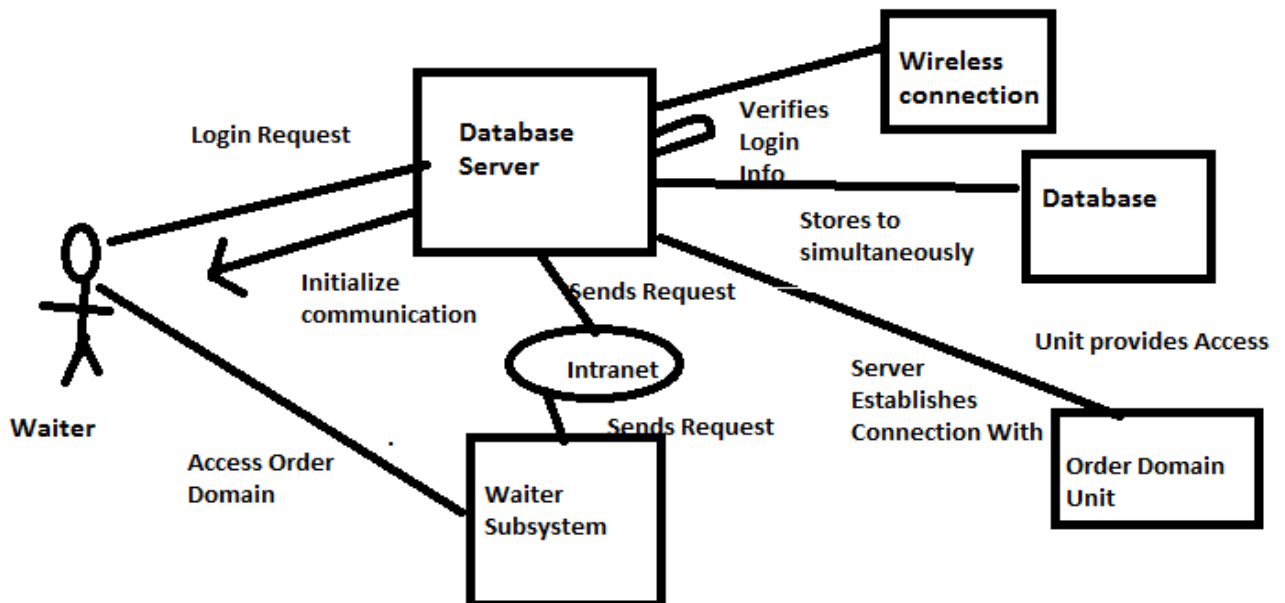 Wireless
connection
Database
Server
Verifies
Login
Info
Login Request
Database
Stores to
simultaneously
Initialize
communication
Sends Request
Intranet
Unit provides Access
Server
Establishes
Connection With
Waiter
Sends Request
Access Order
Domain
Order Domain
Unit
Waiter
Subsystem